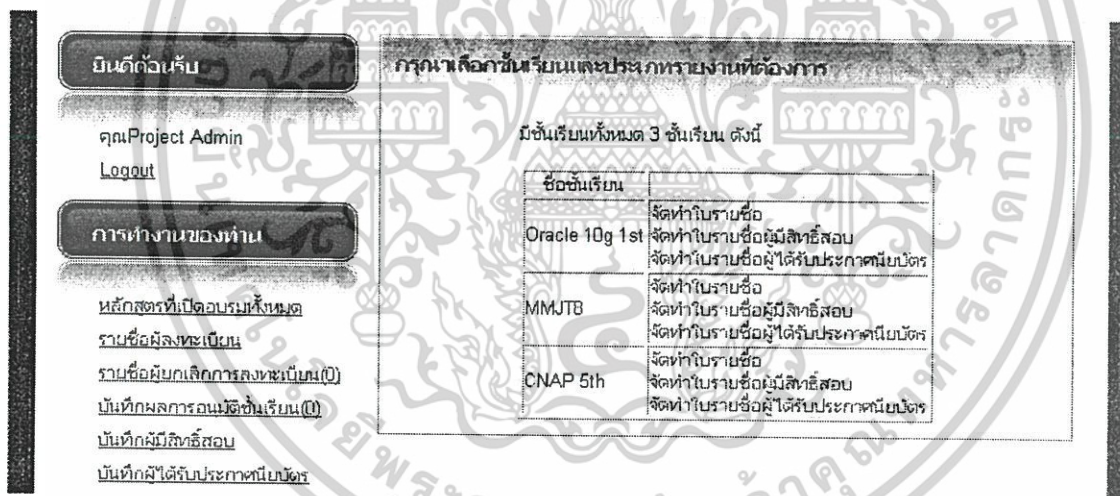 ยินดีต้อนรับ
คุณProject Admin
Logout
การทำงานของท่าน
หลักสูตรที่เปิดอบรมทั้งหมด
รายชื่อผู้ลงทะเบียน
รายชื่อผู้ยกเลิกการลงทะเบียน(0)
บันทึกผลการอนุมัติชั้นเรียน(0)
บันทึกผู้มีสิทธิ์สอบ
บันทึกผู้ได้รับประกาศนียบัตร
กรุณาเลือกชั้นเรียนและประเภทรายงานที่ต้องการ
มีชั้นเรียนทั้งหมด 3 ชั้นเรียน ดังนี้
ชื่อชั้นเรียน
Oracle 10g 1st
จัดทำใบรายชื่อ
จัดทำใบรายชื่อผู้มีสิทธิ์สอบ
จัดทำใบรายชื่อผู้ได้รับประกาศนียบัตร
MMJTB
จัดทำใบรายชื่อ
จัดทำใบรายชื่อผู้มีสิทธิ์สอบ
จัดทำใบรายชื่อผู้ได้รับประกาศนียบัตร
CNAP 5th
จัดทำใบรายชื่อ
จัดทำใบรายชื่อผู้มีสิทธิ์สอบ
จัดทำใบรายชื่อผู้ได้รับประกาศนียบัตร